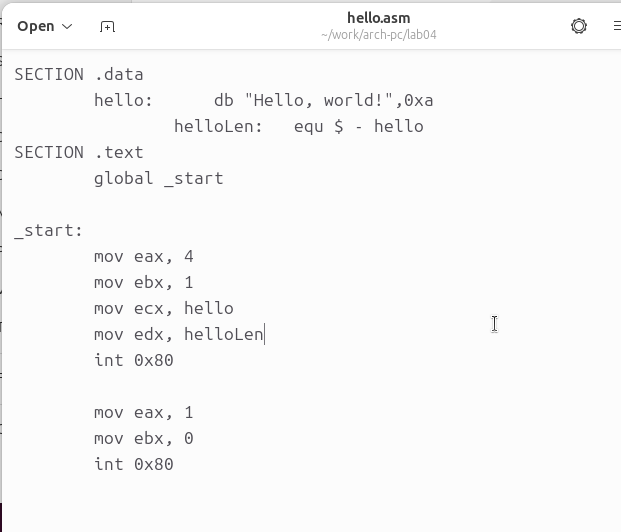 Open
hello.asm
~/work/arch-pc/lab04
SECTION .data
hello: db "Hello, world!",0xa
helloLen: equ $ - hello
SECTION .text
global _start
_start:
mov eax, 4
mov ebx, 1
mov ecx, hello
mov edx, helloLen
int 0x80
mov eax, 1
mov ebx, 0
int 0x80